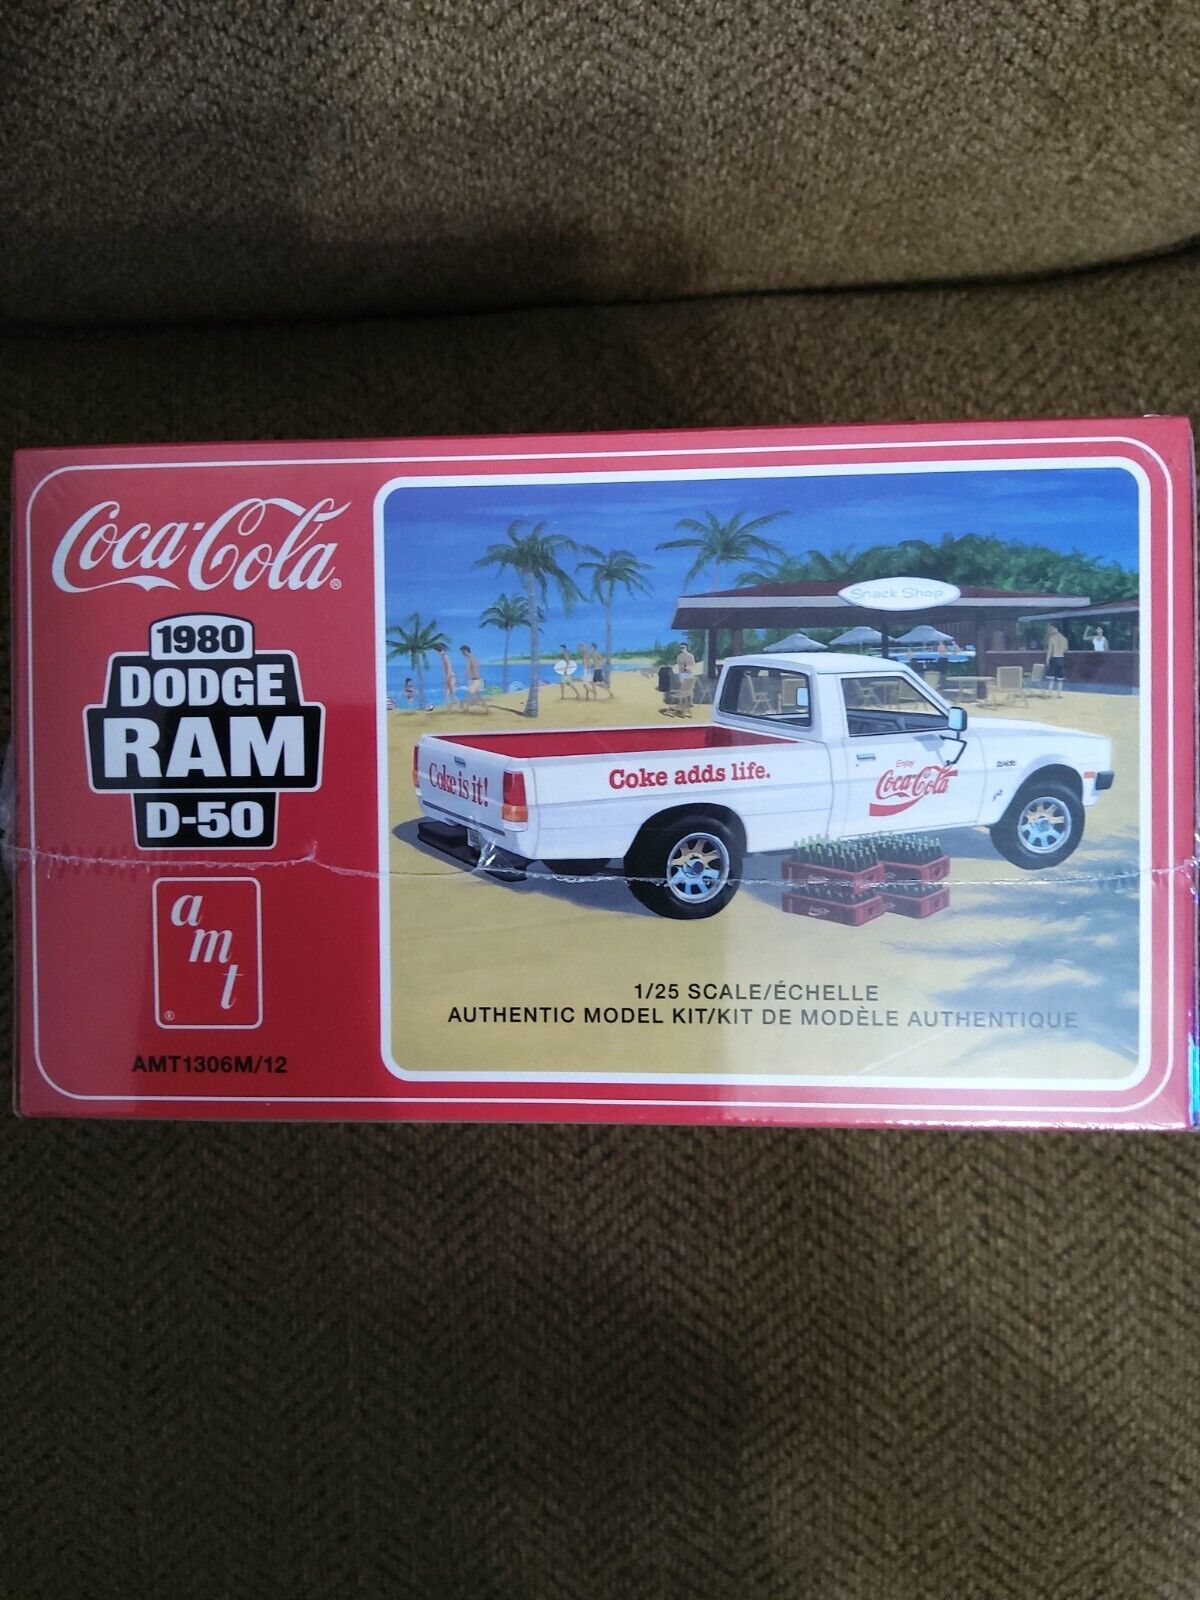 Coca-Cola®
1980
DODGE
RAM
D-50
amt
®
AMT1306M/12
Snack Shop
Coke is it!
Coke adds life.
Enjoy
Coca-Cola
1/25 SCALE/ÉCHELLE
AUTHENTIC MODEL KIT/KIT DE MODÈLE AUTHENTIQUE